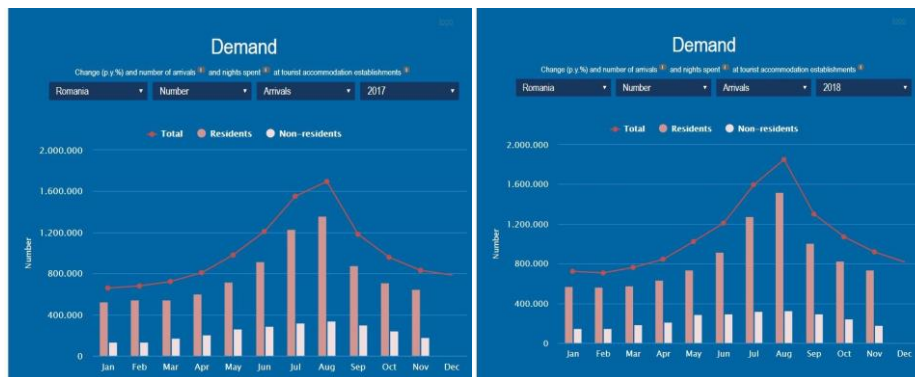 Demand
Change (p.y.%) and number of arrivals and nights spent at tourist accommodation establishments
Romania Number Arrivals 2017
Total Residents Non-residents
2.000.000
1.600.000
1.200.000
800.000
400.000
0
Number
Jan Feb Mar Apr May Jun Jul Aug Sep Oct Nov Dec
Demand
Change (p.y.%) and number of arrivals and nights spent at tourist accommodation establishments
Romania Number Arrivals 2018
Total Residents Non-residents
2.000.000
1.600.000
1.200.000
800.000
400.000
0
Number
Jan Feb Mar Apr May Jun Jul Aug Sep Oct Nov Dec